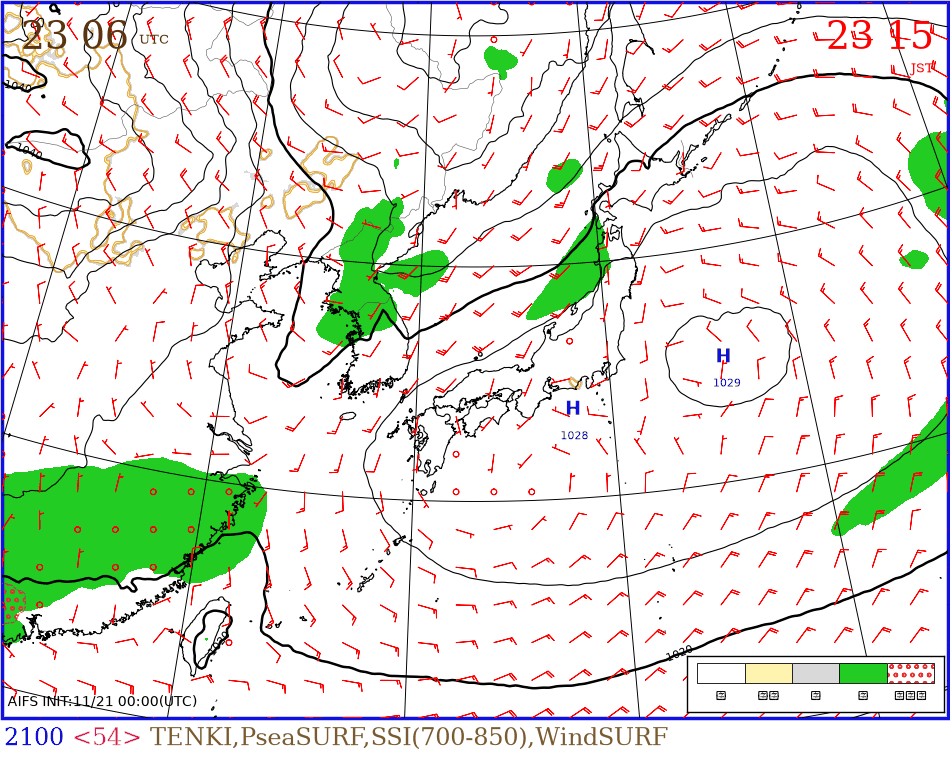 23 06 UTC
23 15
JST
1040
1040
H
1029
H
1028
1020
1020
AIFS INIT:11/21 00:00(UTC)
2100 <54> TENKI,PseaSURF,SSI(700-850),WindSURF